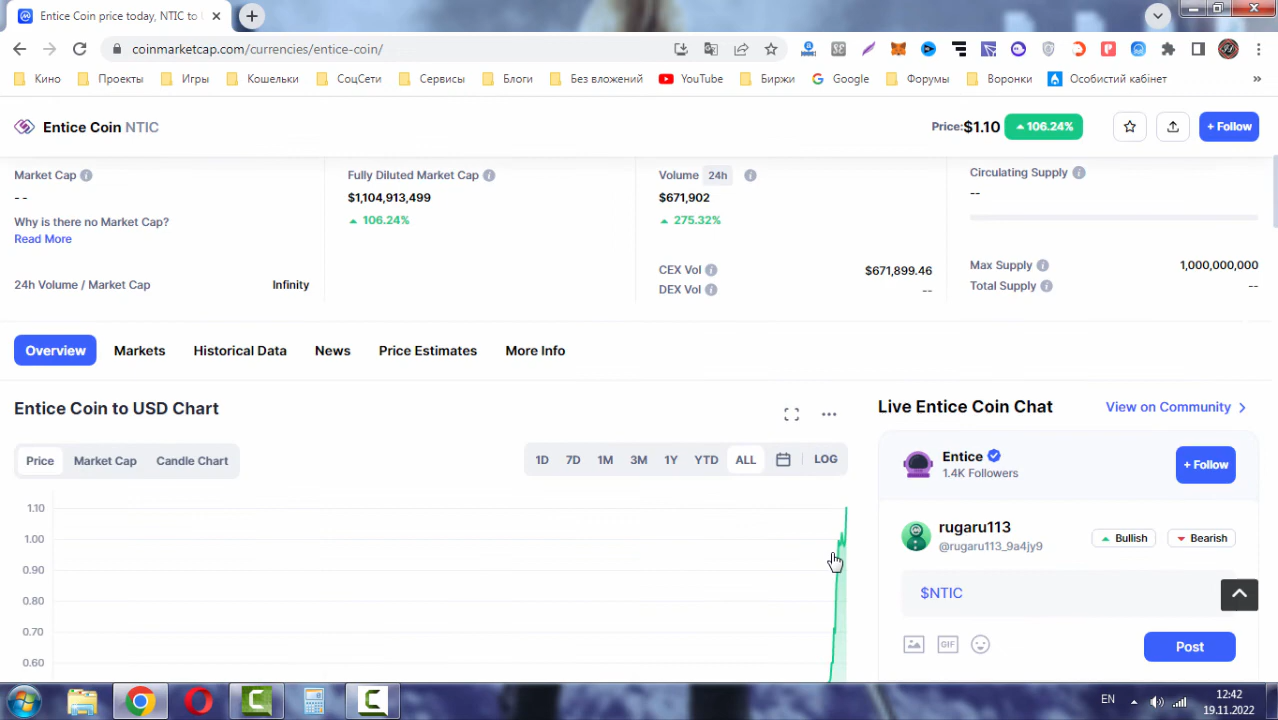 Entice Coin price today, NTIC to
coinmarketcap.com/currencies/entice-coin/
Кино Проекты Игры Кошельки СоцСети Сервисы Блоги Без вложений YouTube Биржи Google Форумы Воронки Особистий кабінет »
Entice Coin NTIC
Price:$1.10 106.24%
+ Follow
Market Cap
- -
Why is there no Market Cap?
Read More
24h Volume / Market Cap Infinity
Fully Diluted Market Cap
$1,104,913,499
106.24%
Volume 24h
$671,902
275.32%
CEX Vol $671,899.46
DEX Vol --
Circulating Supply
--
Max Supply 1,000,000,000
Total Supply --
Overview Markets Historical Data News Price Estimates More Info
Entice Coin to USD Chart
Price Market Cap Candle Chart
1D 7D 1M 3M 1Y YTD ALL LOG
1.10
1.00
0.90
0.80
0.70
0.60
Live Entice Coin Chat
View on Community
Entice
1.4K Followers
+ Follow
rugaru113
@rugaru113_9a4jy9
Bullish Bearish
$NTIC
GIF
Post
EN
12:42
19.11.2022